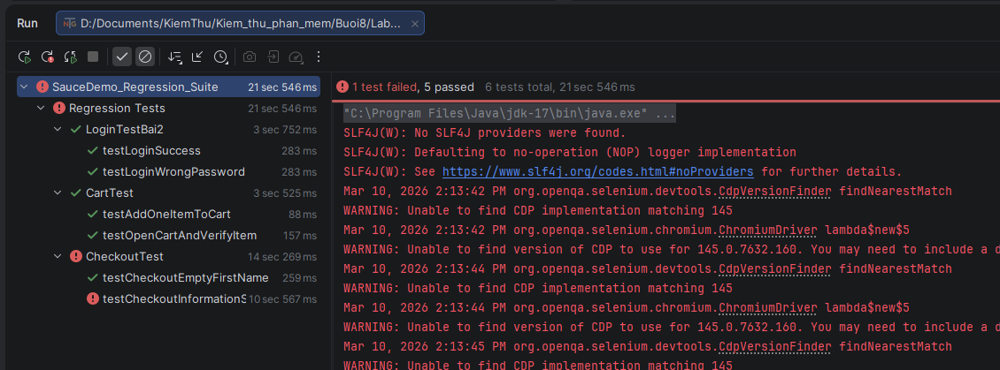 Run
D:/Documents/KiemThu/Kiem_thu_phan_mem/Buoi8/Lab...
SauceDemo_Regression_Suite 21 sec 546 ms
Regression Tests 21 sec 546 ms
LoginTestBai2 3 sec 752 ms
testLoginSuccess 283 ms
testLoginWrongPassword 283 ms
CartTest 3 sec 525 ms
testAddOneItemToCart 88 ms
testOpenCartAndVerifyItem 157 ms
CheckoutTest 14 sec 269 ms
testCheckoutEmptyFirstName 259 ms
testCheckoutInformationS 10 sec 567 ms
1 test failed, 5 passed 6 tests total, 21 sec 546 ms
"C:\Program Files\Java\jdk-17\bin\java.exe" ...
SLF4J(W): No SLF4J providers were found.
SLF4J(W): Defaulting to no-operation (NOP) logger implementation
SLF4J(W): See https://www.slf4j.org/codes.html#noProviders for further details.
Mar 10, 2026 2:13:42 PM org.openqa.selenium.devtools.CdpVersionFinder findNearestMatch
WARNING: Unable to find CDP implementation matching 145
Mar 10, 2026 2:13:42 PM org.openqa.selenium.chromium.ChromiumDriver lambda$new$5
WARNING: Unable to find version of CDP to use for 145.0.7632.160. You may need to include a d
Mar 10, 2026 2:13:44 PM org.openqa.selenium.devtools.CdpVersionFinder findNearestMatch
WARNING: Unable to find CDP implementation matching 145
Mar 10, 2026 2:13:44 PM org.openqa.selenium.chromium.ChromiumDriver lambda$new$5
WARNING: Unable to find version of CDP to use for 145.0.7632.160. You may need to include a d
Mar 10, 2026 2:13:45 PM org.openqa.selenium.devtools.CdpVersionFinder findNearestMatch
WARNING: Unable to find CDP implementation matching 145